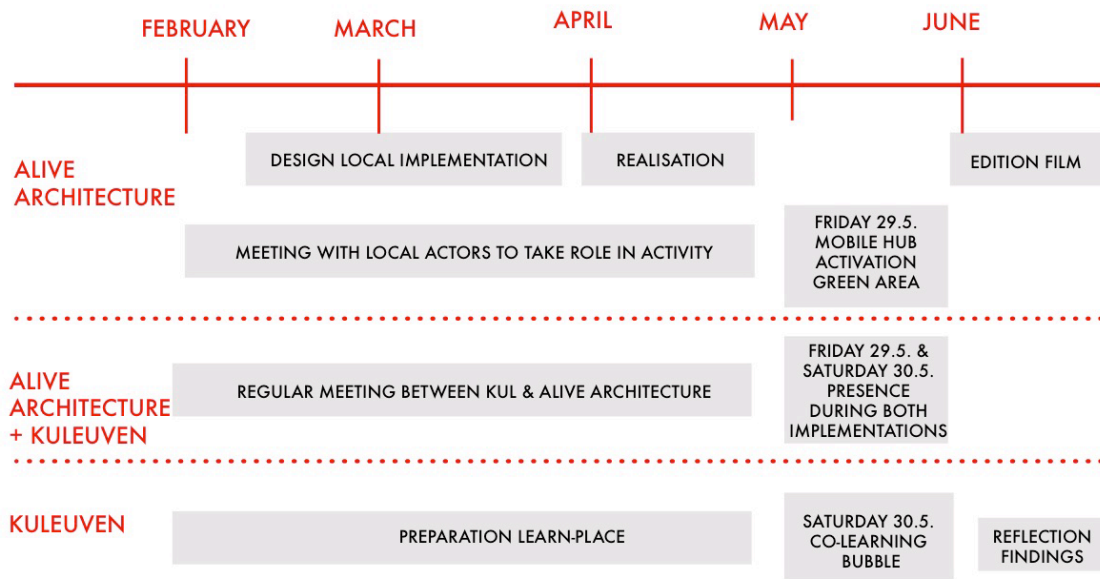 FEBRUARY
MARCH
APRIL
MAY
JUNE
ALIVE
ARCHITECTURE
DESIGN LOCAL IMPLEMENTATION
REALISATION
EDITION FILM
MEETING WITH LOCAL ACTORS TO TAKE ROLE IN ACTIVITY
FRIDAY 29.5.
MOBILE HUB
ACTIVATION
GREEN AREA
ALIVE
ARCHITECTURE
+ KULEUVEN
REGULAR MEETING BETWEEN KUL & ALIVE ARCHITECTURE
FRIDAY 29.5. &
SATURDAY 30.5.
PRESENCE
DURING BOTH
IMPLEMENTATIONS
KULEUVEN
PREPARATION LEARN-PLACE
SATURDAY 30.5.
CO-LEARNING
BUBBLE
REFLECTION
FINDINGS